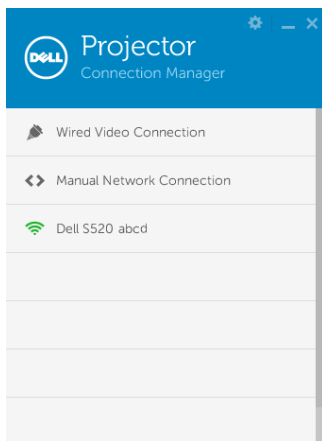 DELL
Projector
Connection Manager
Wired Video Connection
Manual Network Connection
Dell S520 abcd